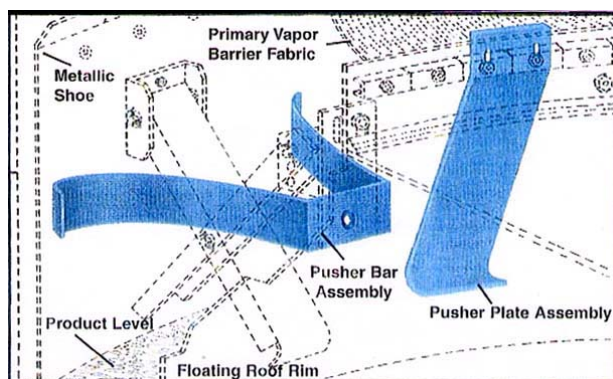 Primary Vapor
Barrier Fabric
Metallic
Shoe
Pusher Bar
Assembly
Pusher Plate Assembly
Product Level
Floating Roof Rim